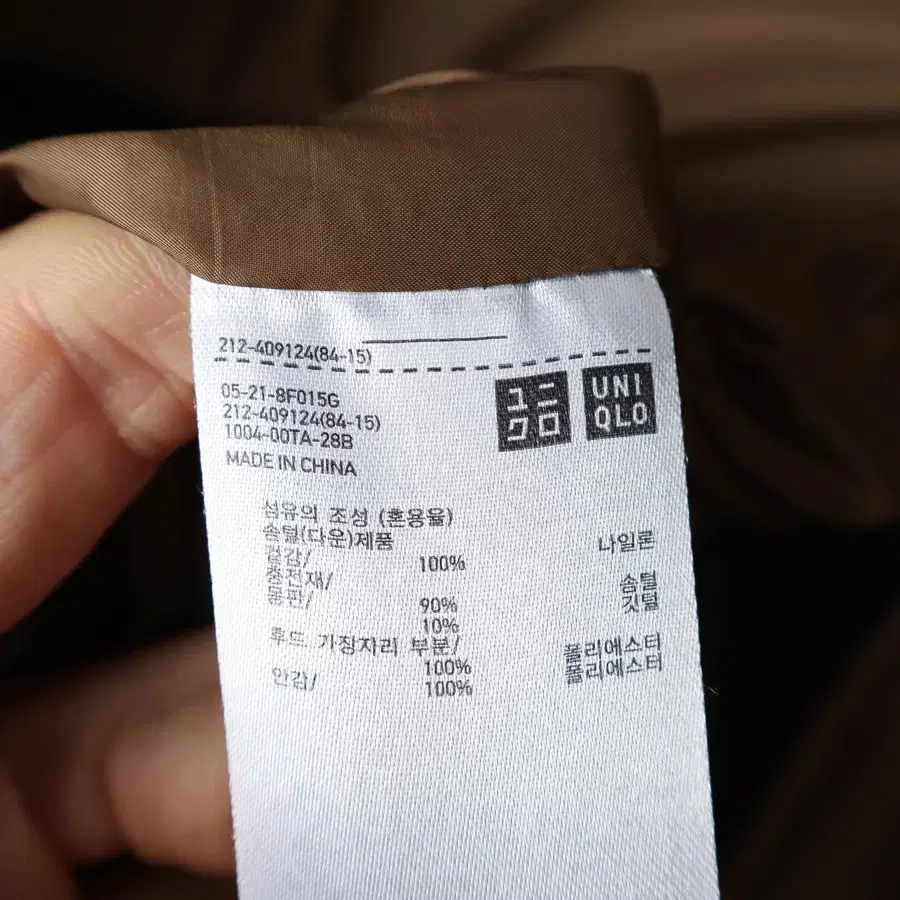 212-409124(84-15)
05-21-8F015G
212-409124(84-15)
1004-00TA-28B
MADE IN CHINA
ユニ
クロ
UNI
QLO
섬유의 조성 (혼용율)
솜털(다운)제품
겉감/ 100% 나일론
충전재/
몸판/ 90% 솜털
10% 깃털
후드 가장자리 부분/
100% 폴리에스터
안감/ 100% 폴리에스터